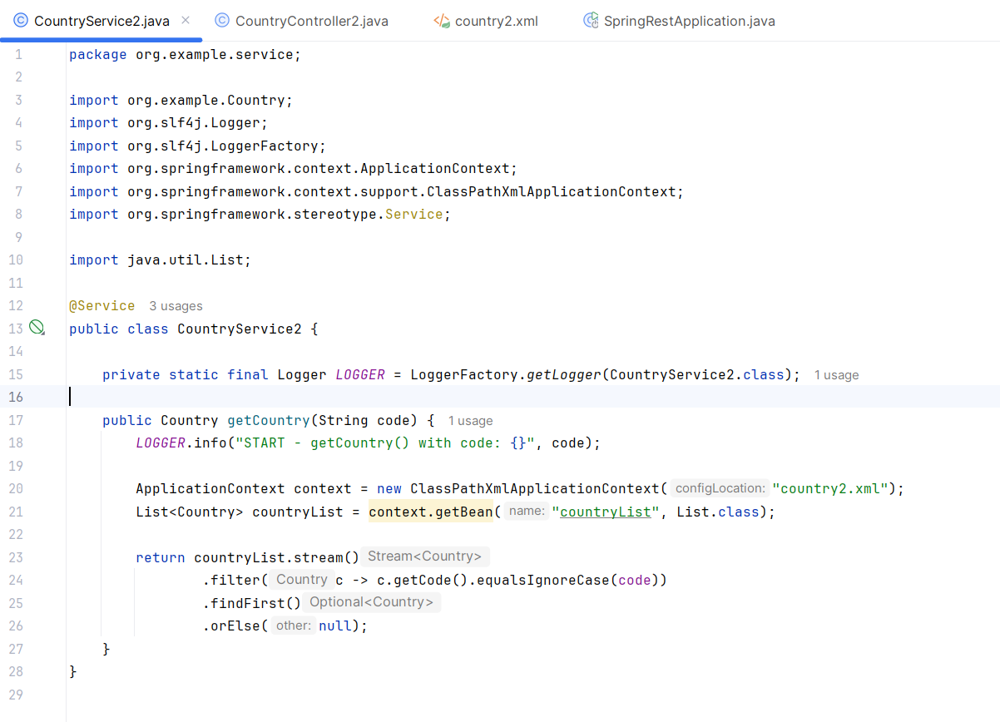 CountryService2.java CountryController2.java country2.xml SpringRestApplication.java
1 package org.example.service;
2
3 import org.example.Country;
4 import org.slf4j.Logger;
5 import org.slf4j.LoggerFactory;
6 import org.springframework.context.ApplicationContext;
7 import org.springframework.context.support.ClassPathXmlApplicationContext;
8 import org.springframework.stereotype.Service;
9
10 import java.util.List;
11
12 @Service 3 usages
13 public class CountryService2 {
14
15 private static final Logger LOGGER = LoggerFactory.getLogger(CountryService2.class); 1 usage
16
17 public Country getCountry(String code) { 1 usage
18 LOGGER.info("START - getCountry() with code: {}", code);
19
20 ApplicationContext context = new ClassPathXmlApplicationContext( configLocation: "country2.xml");
21 List<Country> countryList = context.getBean( name: "countryList", List.class);
22
23 return countryList.stream() Stream<Country>
24 .filter( Country c -> c.getCode().equalsIgnoreCase(code))
25 .findFirst() Optional<Country>
26 .orElse( other: null);
27 }
28 }
29